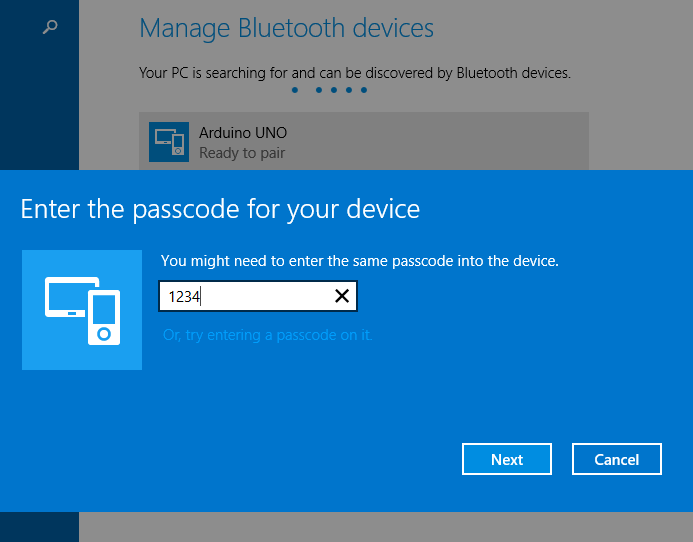 Manage Bluetooth devices
Your PC is searching for and can be discovered by Bluetooth devices.
Arduino UNO
Ready to pair
Enter the passcode for your device
You might need to enter the same passcode into the device.
1234
Or, try entering a passcode on it.
Next
Cancel